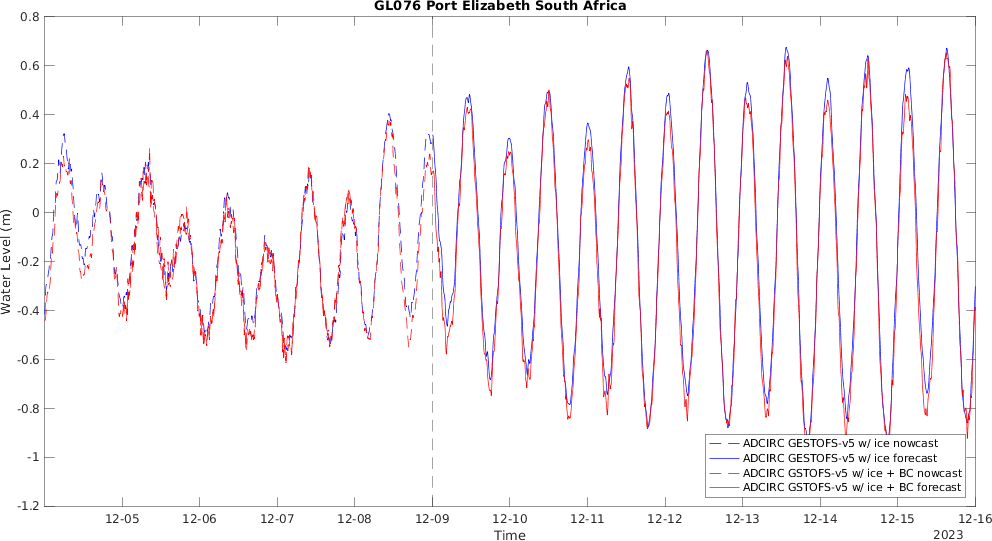 GL076 Port Elizabeth South Africa
0.8
0.6
0.4
0.2
0
-0.2
-0.4
-0.6
-0.8
-1
-1.2
Water Level (m)
ADCIRC GESTOFS-v5 w/ ice nowcast
ADCIRC GESTOFS-v5 w/ ice forecast
ADCIRC GSTOFS-v5 w/ ice + BC nowcast
ADCIRC GSTOFS-v5 w/ ice + BC forecast
12-05 12-06 12-07 12-08 12-09 12-10 12-11 12-12 12-13 12-14 12-15 12-16
Time
2023